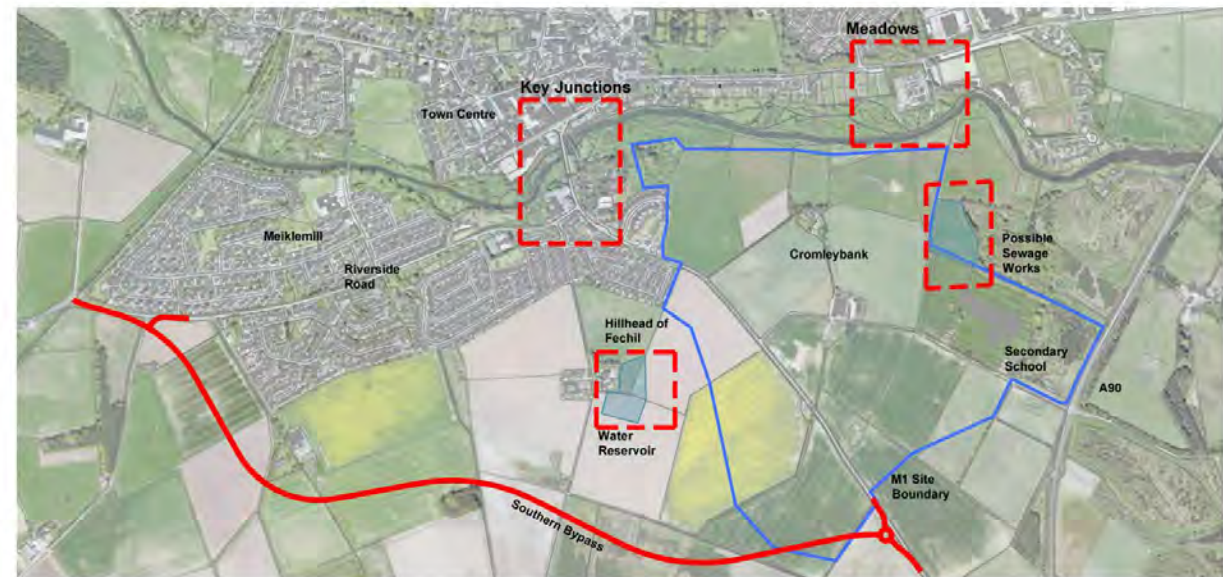 Meadows
Key Junctions
Town Centre
Meiklemill
Riverside
Road
Cromleybank
Possible
Sewage
Works
Hillhead of
Fechil
Secondary
School
A90
Water
Reservoir
M1 Site
Boundary
Southern Bypass